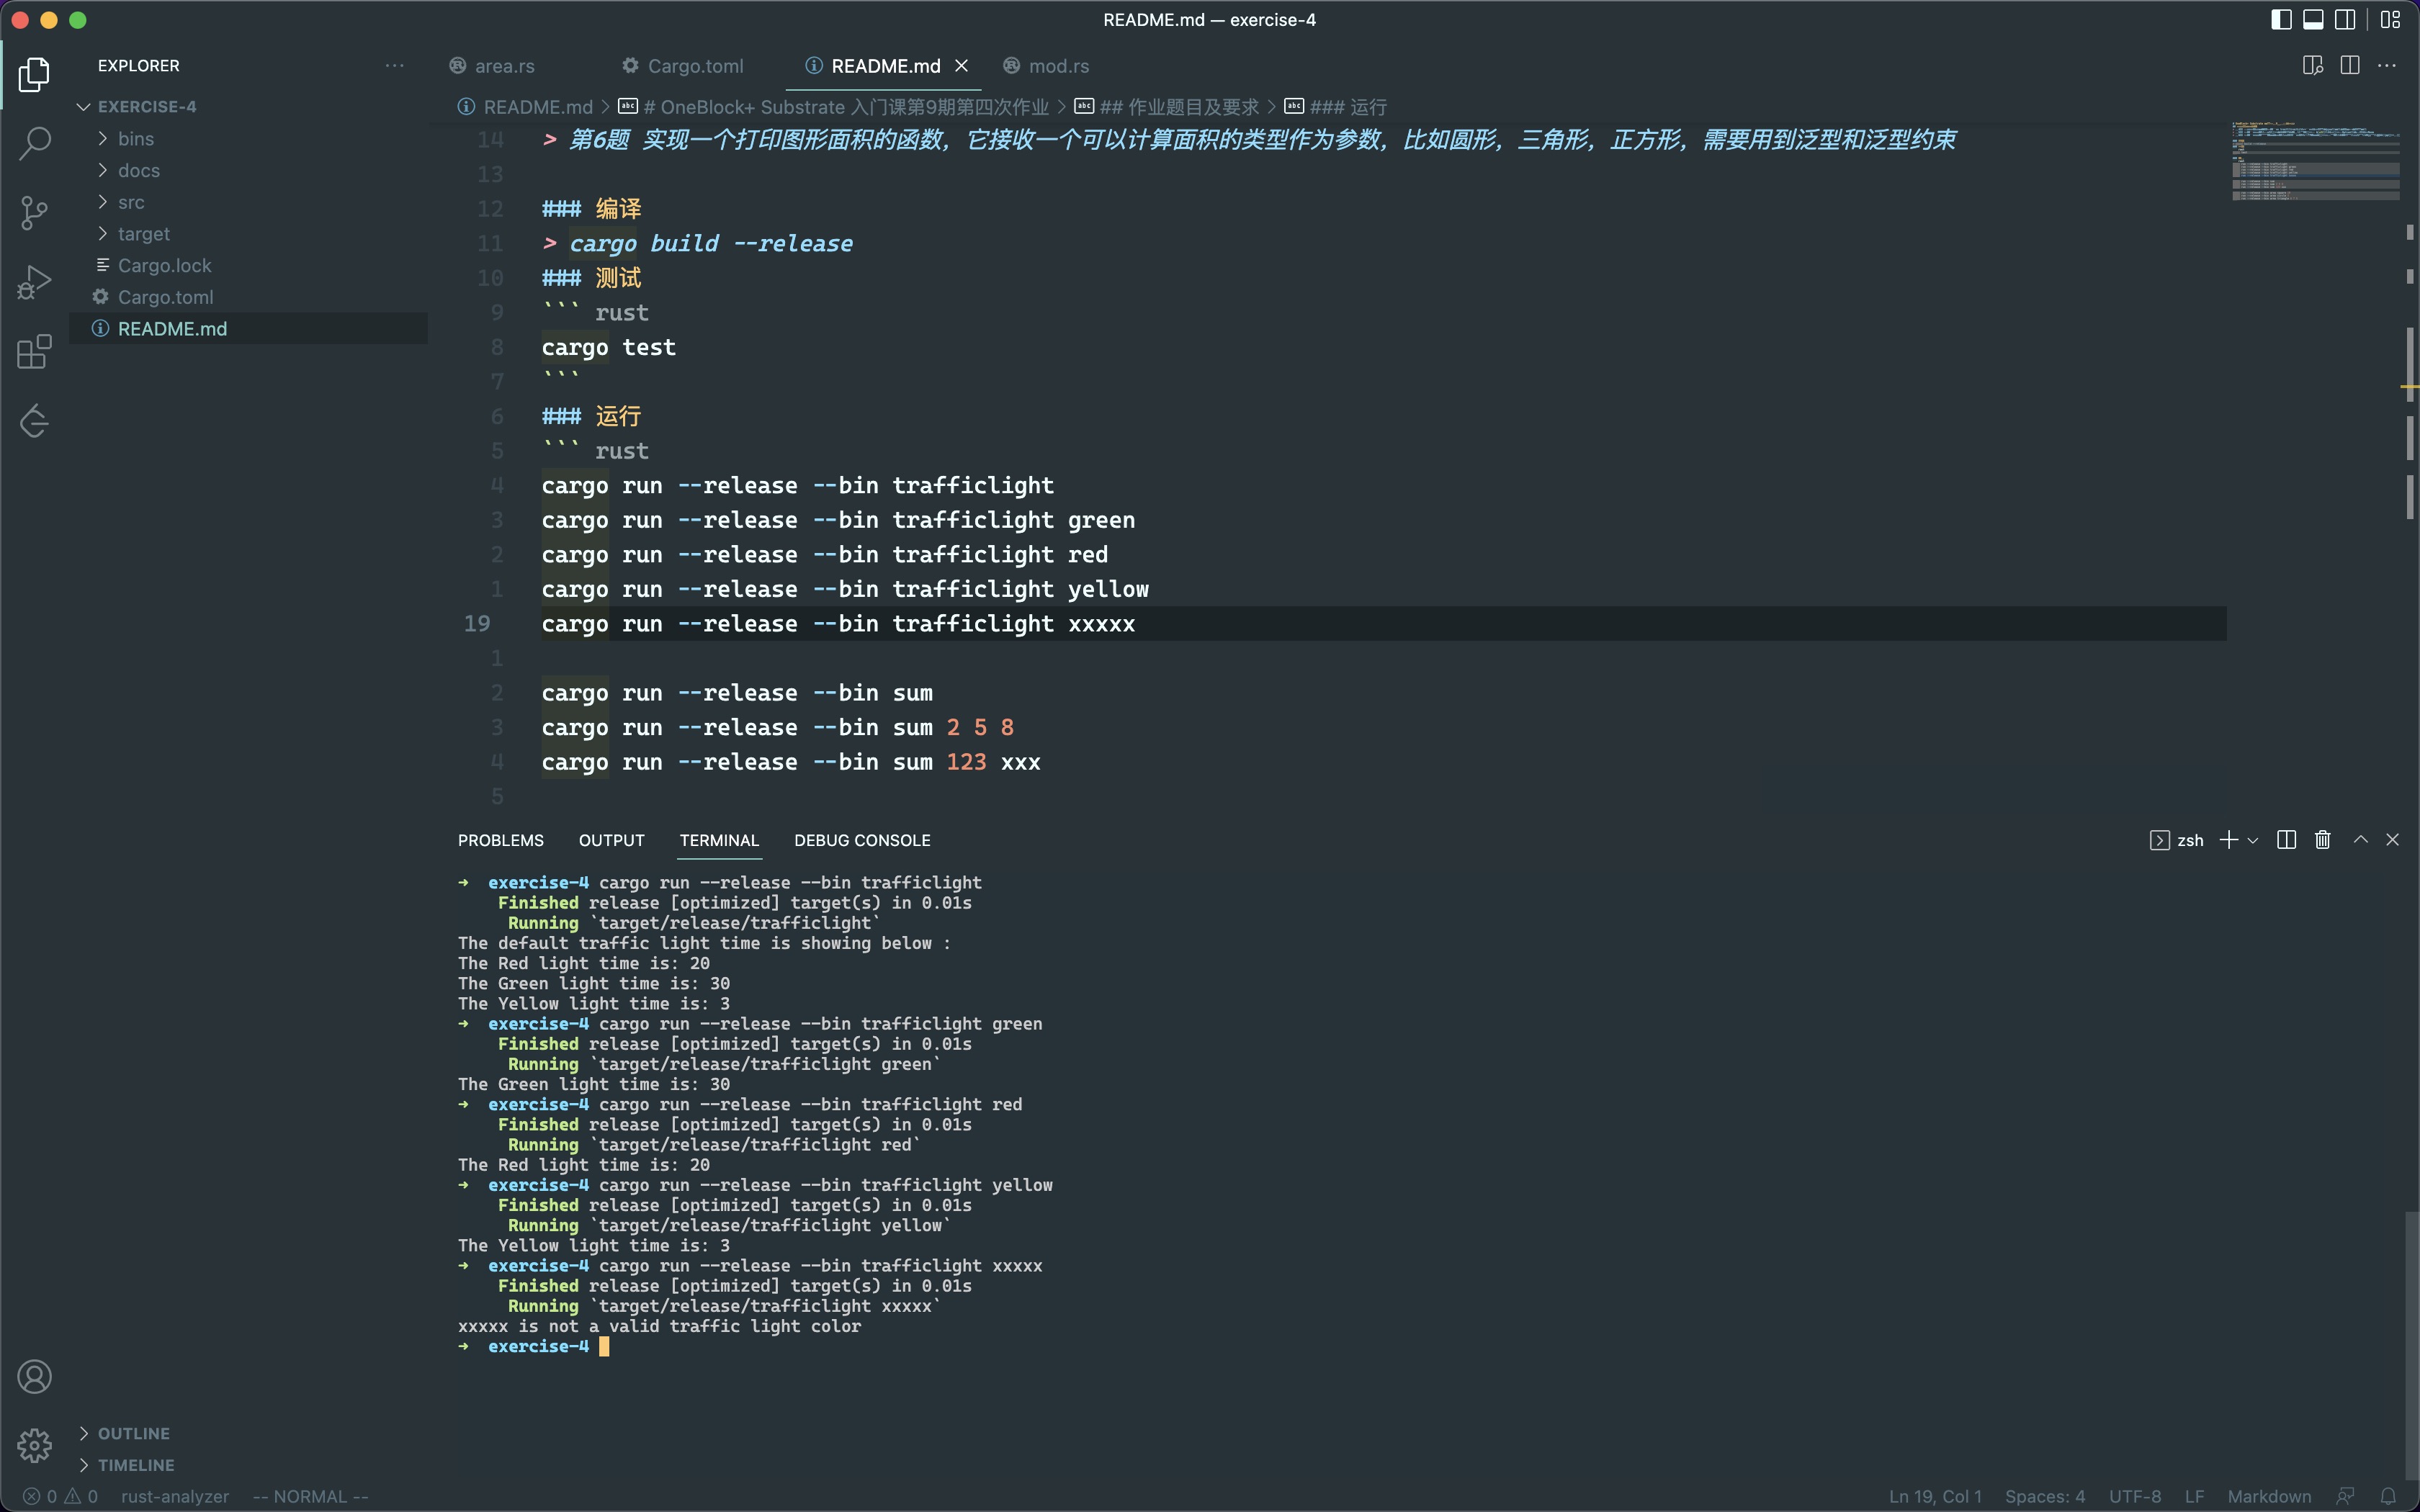 README.md — exercise-4
EXPLORER
area.rs
Cargo.toml
README.md
mod.rs
EXERCISE-4
README.md > # OneBlock+ Substrate 入门课第9期第四次作业 > ## 作业题目及要求 > ### 运行
bins
docs
src
target
Cargo.lock
Cargo.toml
README.md
14 > 第6题 实现一个打印图形面积的函数，它接收一个可以计算面积的类型作为参数，比如圆形，三角形，正方形，需要用到泛型和泛型约束
13
12 ### 编译
11 > cargo build --release
10 ### 测试
9 ``` rust
8 cargo test
7 ```
6 ### 运行
5 ``` rust
4 cargo run --release --bin trafficlight
3 cargo run --release --bin trafficlight green
2 cargo run --release --bin trafficlight red
1 cargo run --release --bin trafficlight yellow
19 cargo run --release --bin trafficlight xxxxx
1
2 cargo run --release --bin sum
3 cargo run --release --bin sum 2 5 8
4 cargo run --release --bin sum 123 xxx
5
PROBLEMS OUTPUT TERMINAL DEBUG CONSOLE
zsh
→ exercise-4 cargo run --release --bin trafficlight
Finished release [optimized] target(s) in 0.01s
Running `target/release/trafficlight`
The default traffic light time is showing below :
The Red light time is: 20
The Green light time is: 30
The Yellow light time is: 3
→ exercise-4 cargo run --release --bin trafficlight green
Finished release [optimized] target(s) in 0.01s
Running `target/release/trafficlight green`
The Green light time is: 30
→ exercise-4 cargo run --release --bin trafficlight red
Finished release [optimized] target(s) in 0.01s
Running `target/release/trafficlight red`
The Red light time is: 20
→ exercise-4 cargo run --release --bin trafficlight yellow
Finished release [optimized] target(s) in 0.01s
Running `target/release/trafficlight yellow`
The Yellow light time is: 3
→ exercise-4 cargo run --release --bin trafficlight xxxxx
Finished release [optimized] target(s) in 0.01s
Running `target/release/trafficlight xxxxx`
xxxxx is not a valid traffic light color
→ exercise-4
OUTLINE
TIMELINE
0 0 rust-analyzer -- NORMAL --
Ln 19, Col 1 Spaces: 4 UTF-8 LF Markdown